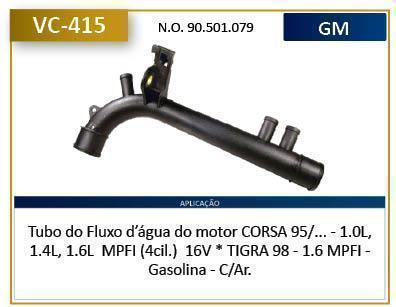 VC-415
N.O. 90.501.079
GM
APLICAÇÃO
Tubo do Fluxo d'água do motor CORSA 95/... - 1.0L,
1.4L, 1.6L MPFI (4cil.) 16V * TIGRA 98 - 1.6 MPFI -
Gasolina - C/Ar.